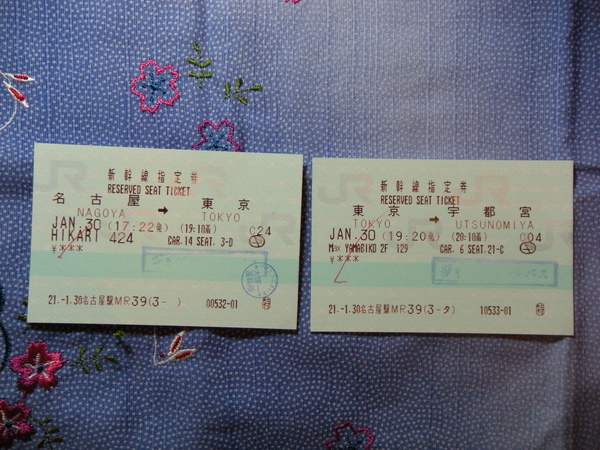 新幹線指定券
RESERVED SEAT TICKET
名古屋 → 東京
NAGOYA TOKYO
JAN.30 (17:22発) (19:10着) C24
HIKARI 424 CAR.14 SEAT. 3-D
¥***
21.-1.30名古屋駅MR39(3- ) 00533-01
新幹線指定券
RESERVED SEAT TICKET
東京 → 宇都宮
TOKYO UTSUNOMIYA
JAN.30 (19:20発) (20:10着) C04
Max YAMABIKO 2F 129 CAR. 6 SEAT.21-C
¥***
21.-1.30名古屋駅MR39(3-タ) 10533-01